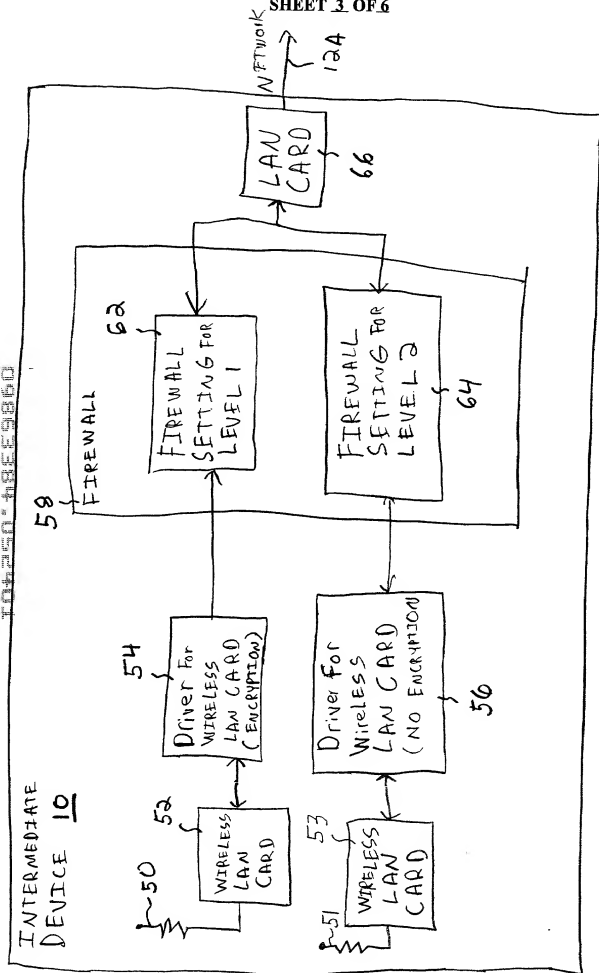 SHEET 3 OF 6
INTERMEDIATE
DEVICE 10
50
52
WIRELESS
LAN
CARD
54
Driver For
WIRELESS
LAN CARD
(ENCRYPTION)
58
FIREWALL
62
FIREWALL
SETTING FOR
LEVEL 1
LAN
CARD
66
NETWORK
12A
51
53
WIRELESS
LAN
CARD
Driver For
Wireless
LAN CARD
(NO ENCRYPTION)
56
FIREWALL
SETTING FOR
LEVEL 2
64